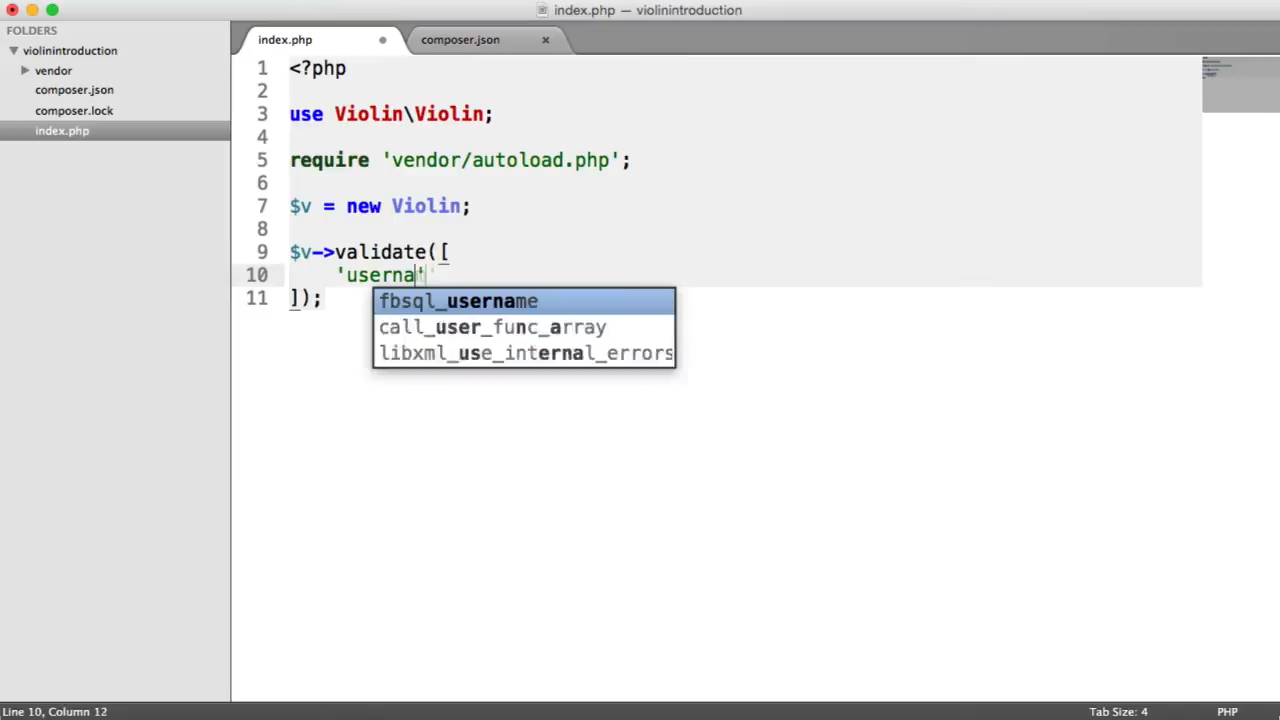 index.php — violinintroduction
FOLDERS
violinintroduction
vendor
composer.json
composer.lock
index.php
index.php
composer.json
1 <?php
2
3 use Violin\Violin;
4
5 require 'vendor/autoload.php';
6
7 $v = new Violin;
8
9 $v->validate([
10 'userna'
11 ]);
fbsql_username
call_user_func_array
libxml_use_internal_errors
Line 10, Column 12
Tab Size: 4
PHP